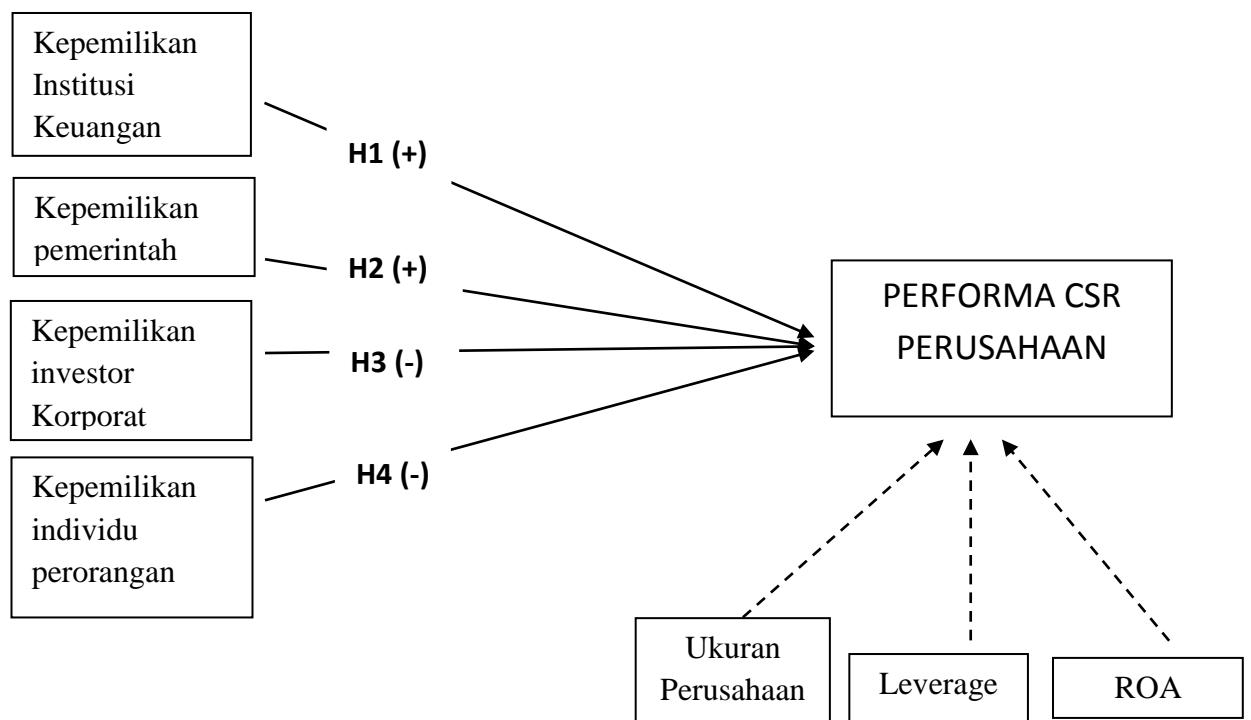 Kepemilikan
Institusi
Keuangan
H1 (+)
Kepemilikan
pemerintah
H2 (+)
Kepemilikan
investor
Korporat
H3 (-)
Kepemilikan
individu
perorangan
H4 (-)
PERFORMA CSR
PERUSAHAAN
Ukuran
Perusahaan
Leverage
ROA